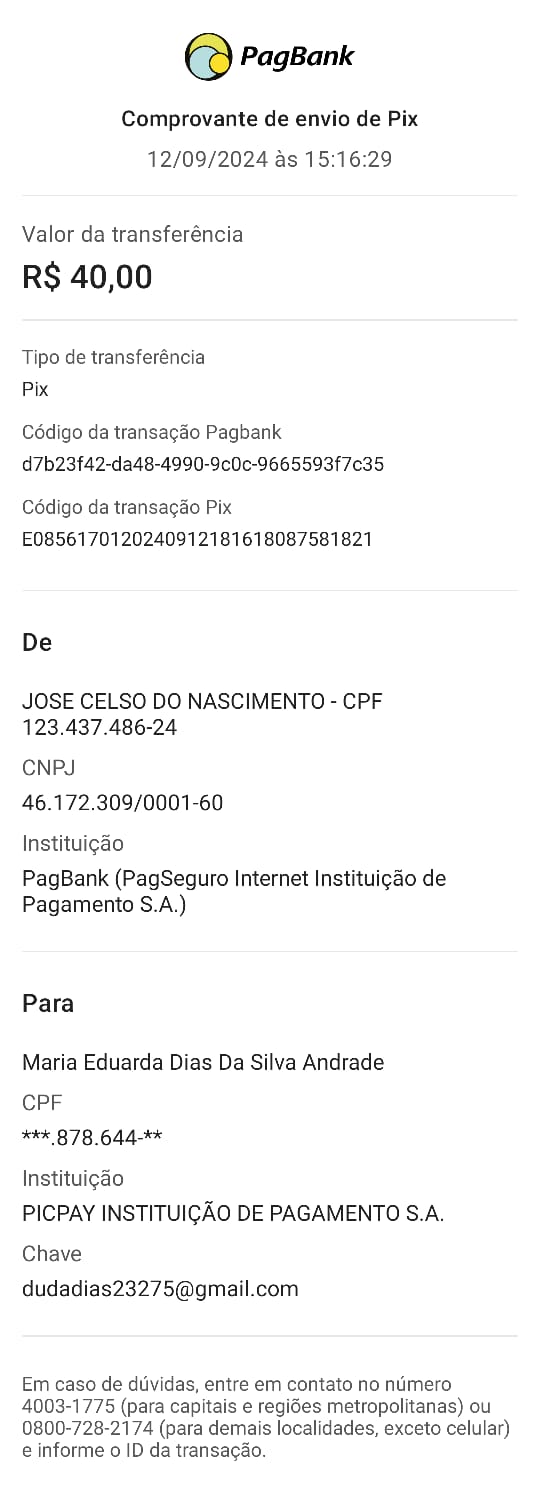 PagBank
Comprovante de envio de Pix
12/09/2024 às 15:16:29
Valor da transferência
R$ 40,00
Tipo de transferência
Pix
Código da transação Pagbank
d7b23f42-da48-4990-9c0c-9665593f7c35
Código da transação Pix
E08561701202409121816180875818​21
De
JOSE CELSO DO NASCIMENTO - CPF
123.437.486-24
CNPJ
46.172.309/0001-60
Instituição
PagBank (PagSeguro Internet Instituição de
Pagamento S.A.)
Para
Maria Eduarda Dias Da Silva Andrade
CPF
***.878.644-**
Instituição
PICPAY INSTITUIÇÃO DE PAGAMENTO S.A.
Chave
dudadias23275@gmail.com
Em caso de dúvidas, entre em contato no número
4003-1775 (para capitais e regiões metropolitanas) ou
0800-728-2174 (para demais localidades, exceto celular)
e informe o ID da transação.